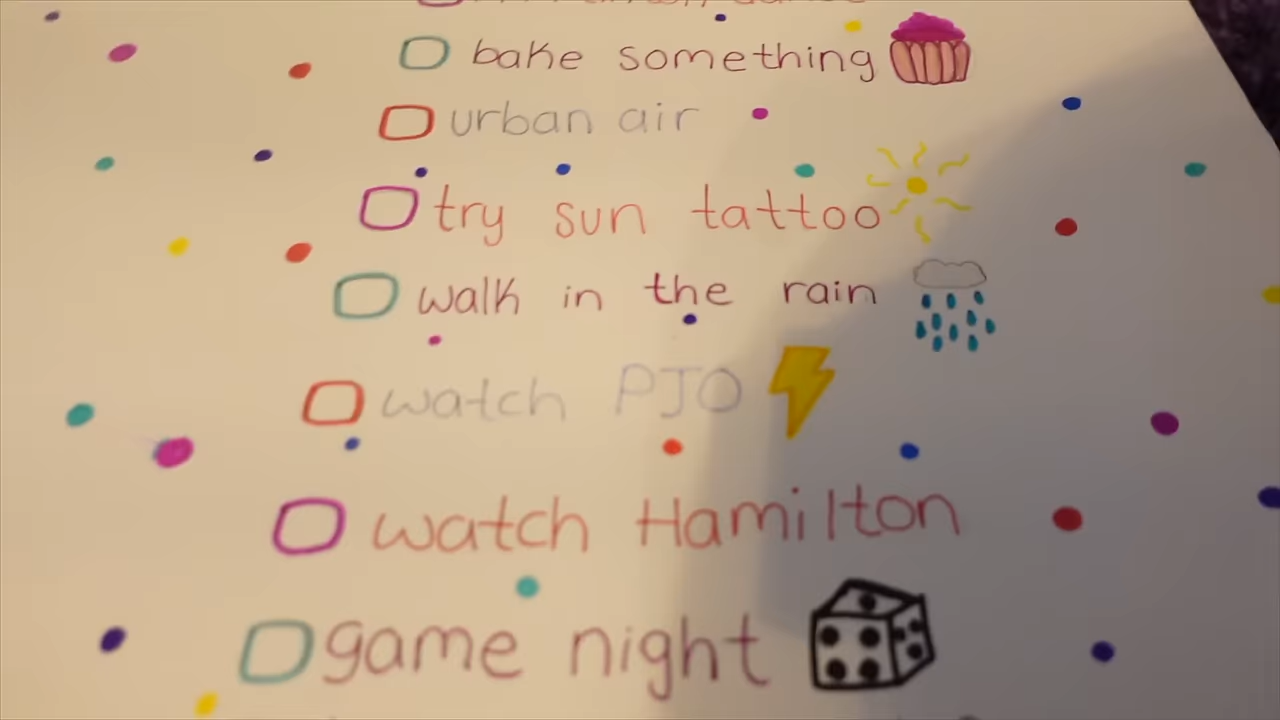 bake something
urban air
try sun tattoo
walk in the rain
watch PJO
watch Hamilton
game night